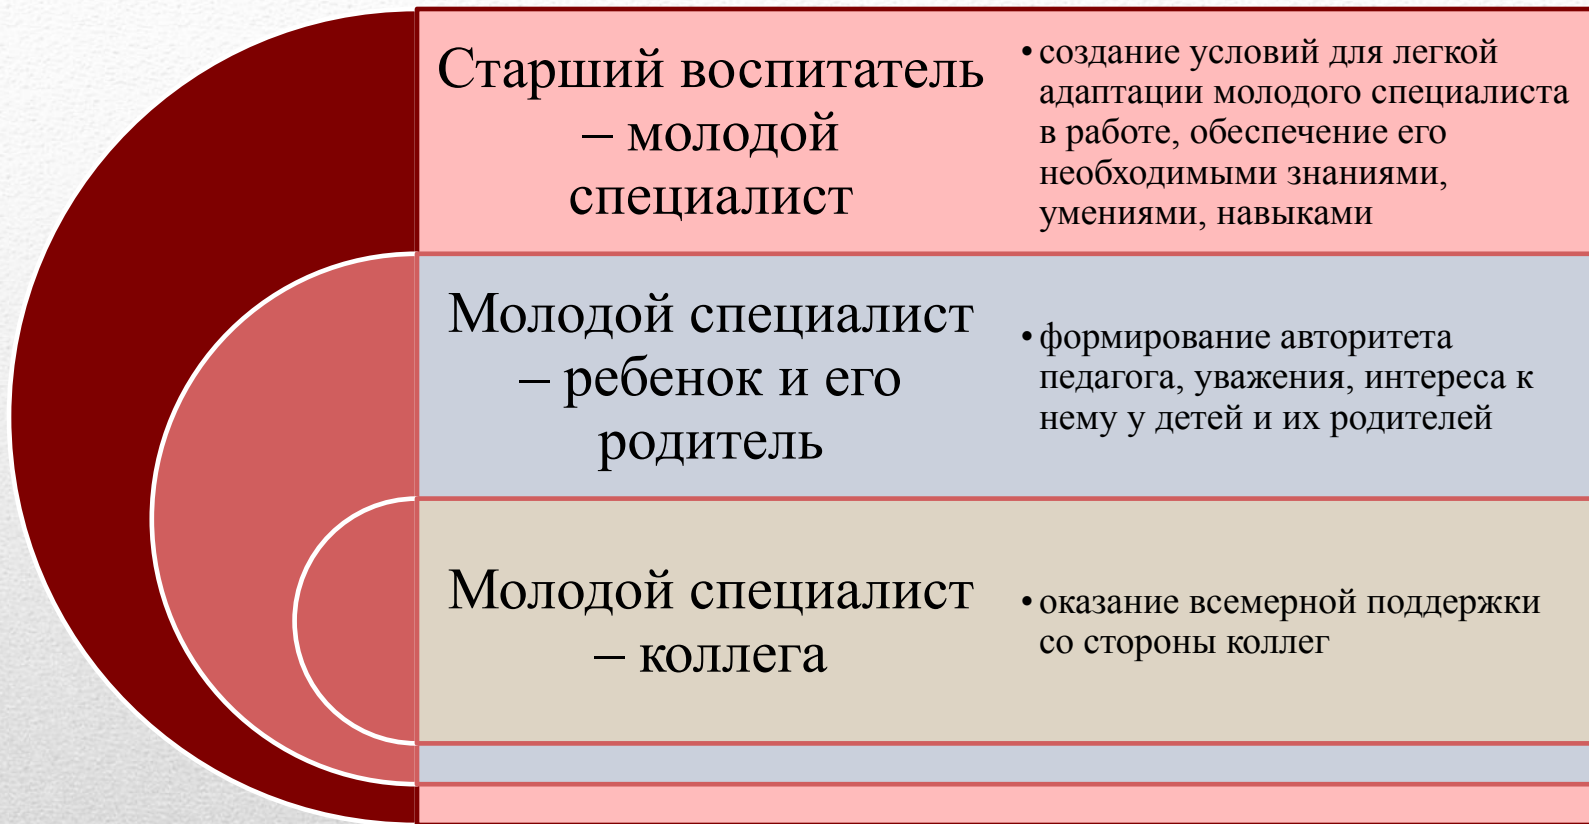 Старший воспитатель
– молодой
специалист
• создание условий для легкой
адаптации молодого специалиста
в работе, обеспечение его
необходимыми знаниями,
умениями, навыками
Молодой специалист
– ребенок и его
родитель
• формирование авторитета
педагога, уважения, интереса к
нему у детей и их родителей
Молодой специалист
– коллега
• оказание всемерной поддержки
со стороны коллег